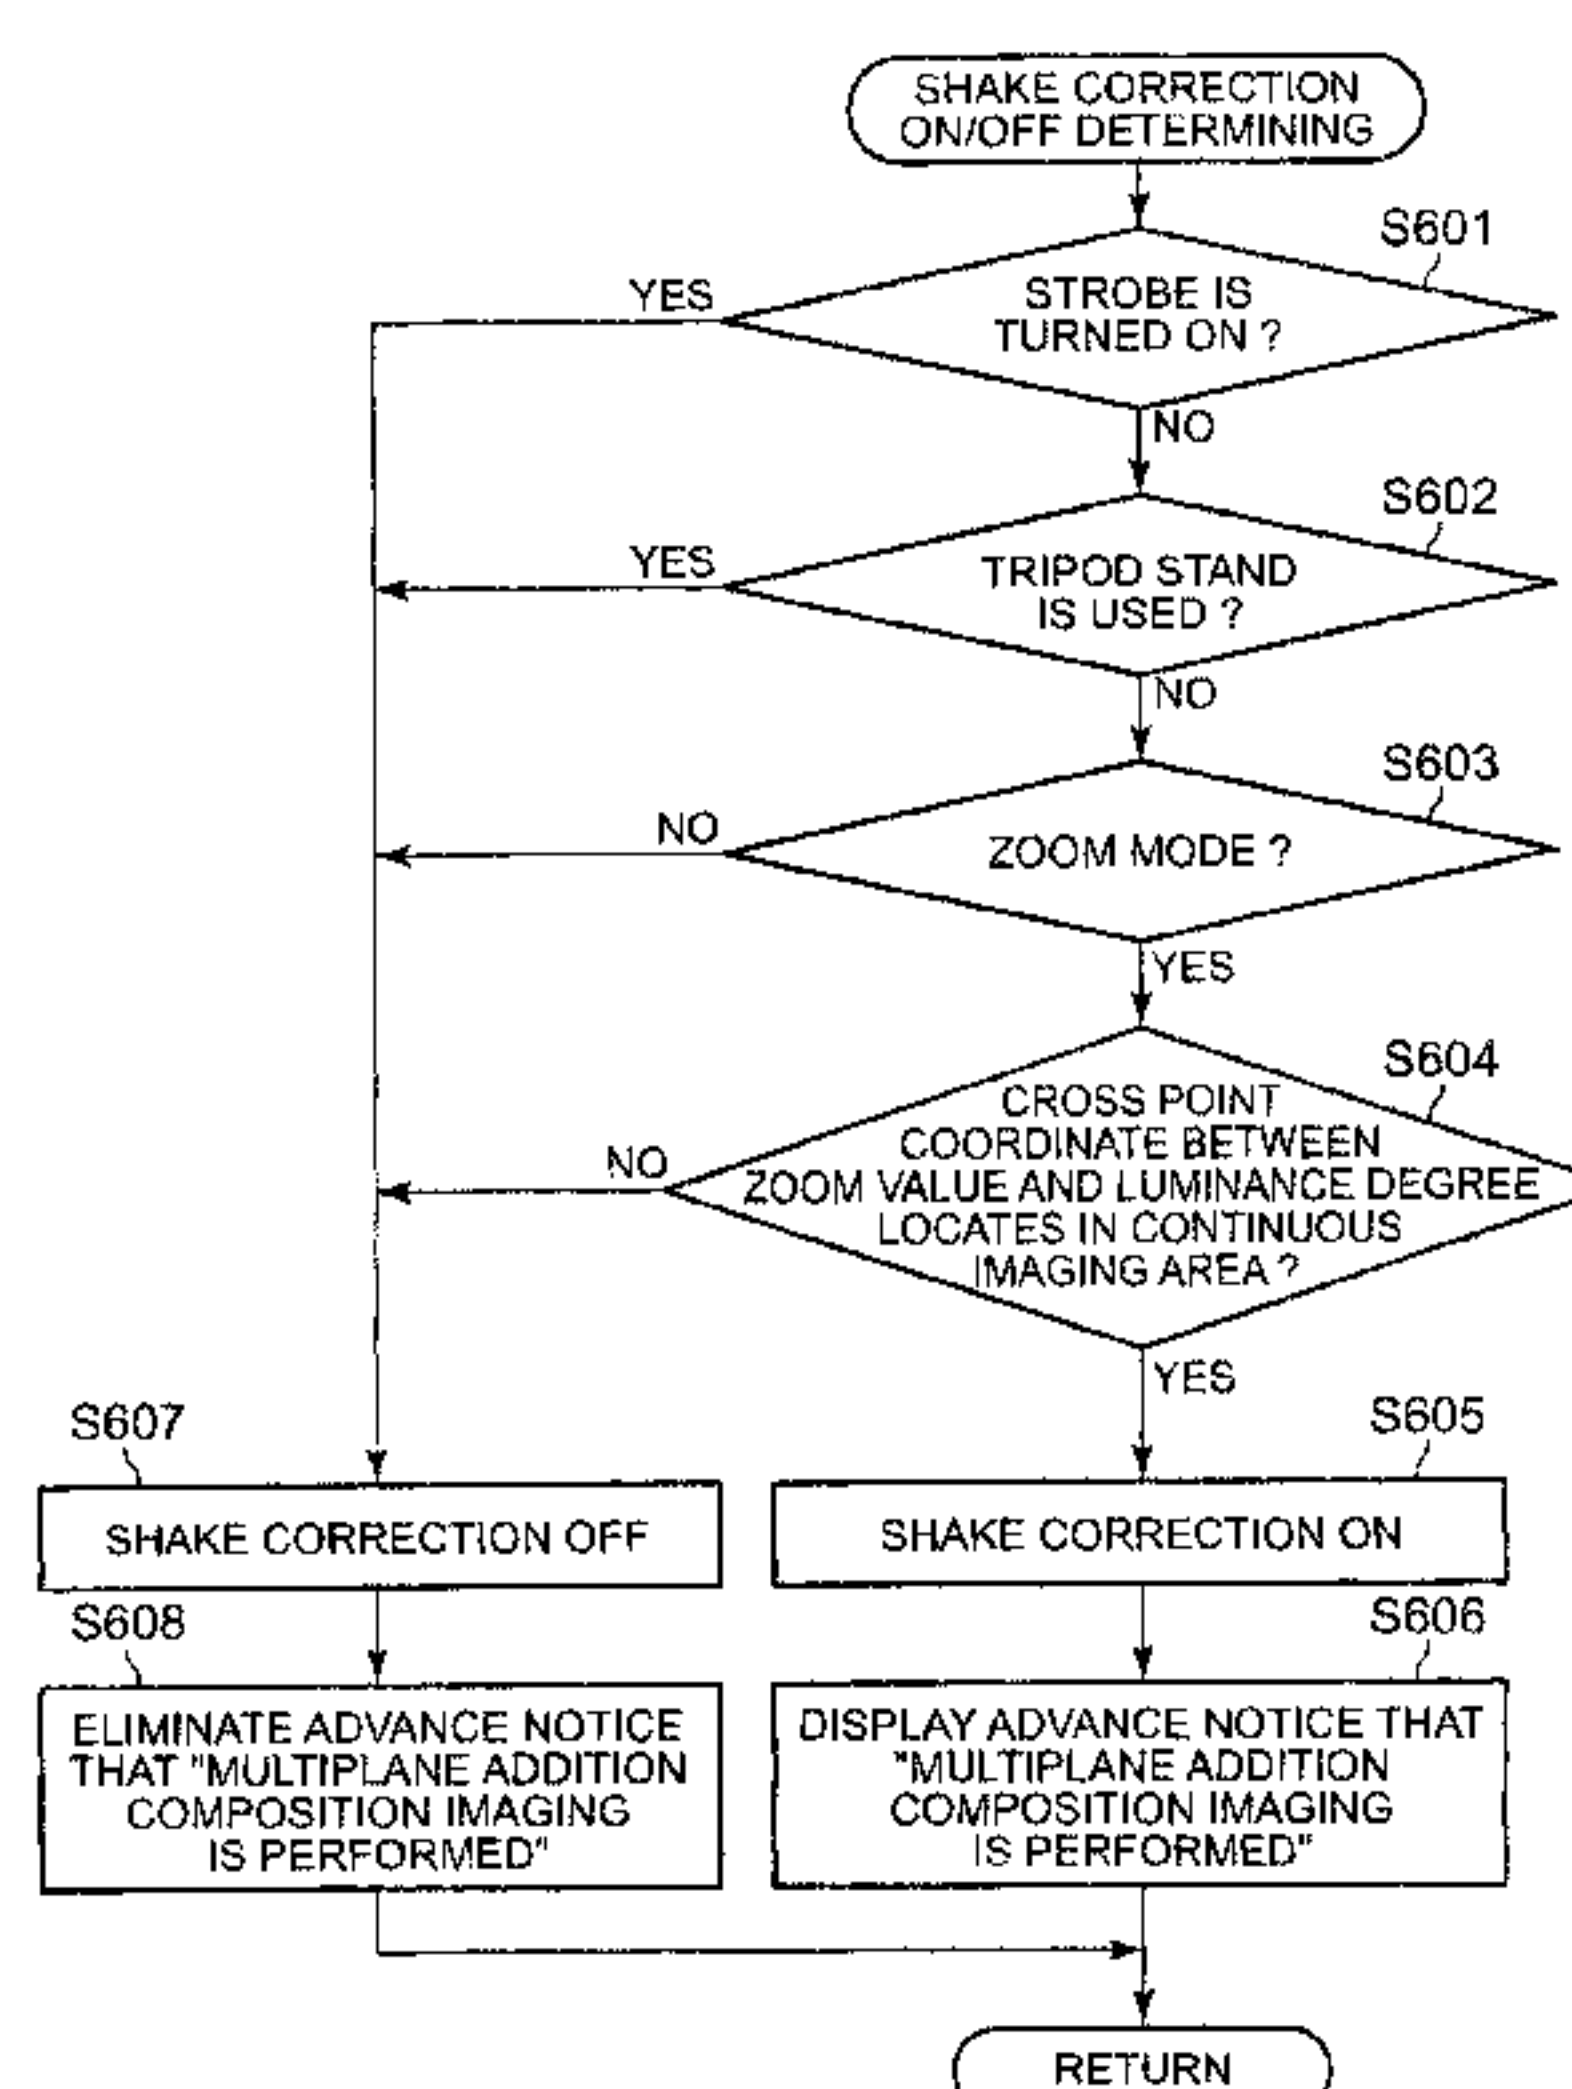 SHAKE CORRECTION
ON/OFF DETERMINING
S601
YES
STROBE IS
TURNED ON ?
NO
S602
YES
TRIPOD STAND
IS USED ?
NO
S603
NO
ZOOM MODE ?
YES
S604
CROSS POINT
COORDINATE BETWEEN
NO
ZOOM VALUE AND LUMINANCE DEGREE
LOCATES IN CONTINUOUS
IMAGING AREA ?
YES
S607
S605
SHAKE CORRECTION OFF
SHAKE CORRECTION ON
S608
S606
ELIMINATE ADVANCE NOTICE
THAT "MULTIPLANE ADDITION
COMPOSITION IMAGING
IS PERFORMED"
DISPLAY ADVANCE NOTICE THAT
"MULTIPLANE ADDITION
COMPOSITION IMAGING
IS PERFORMED"
RETURN